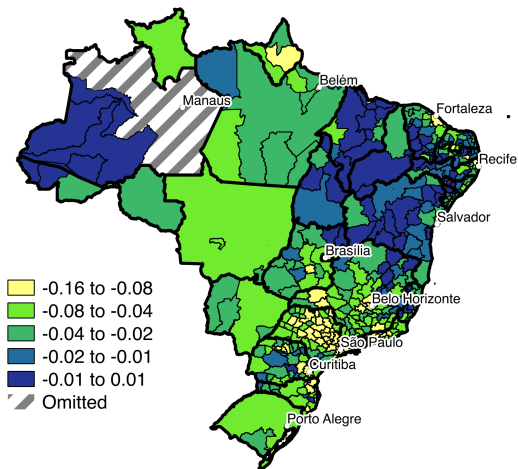 Belém
Manaus
Fortaleza
Recife
Salvador
Brasília
-0.16 to -0.08
-0.08 to -0.04
-0.04 to -0.02
-0.02 to -0.01
-0.01 to 0.01
Omitted
Belo Horizonte
São Paulo
Curitiba
Porto Alegre